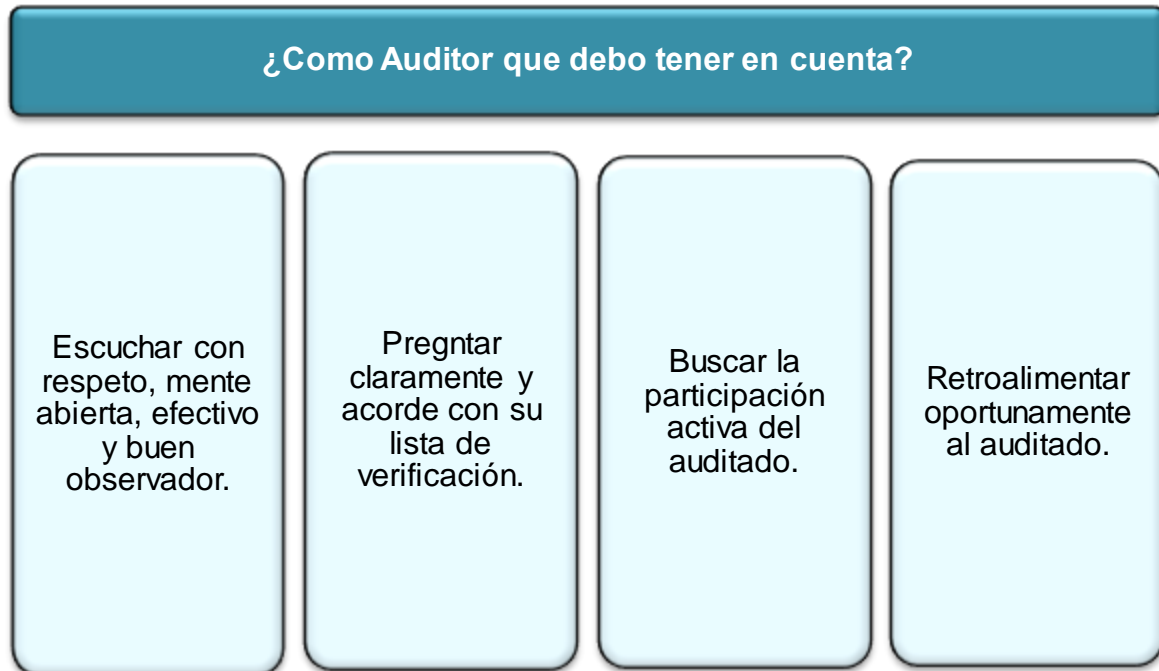 ¿Como Auditor que debo tener en cuenta?
Escuchar con
respeto, mente
abierta, efectivo
y buen
observador.
Pregntar
claramente y
acorde con su
lista de
verificación.
Buscar la
participación
activa del
auditado.
Retroalimentar
oportunamente
al auditado.